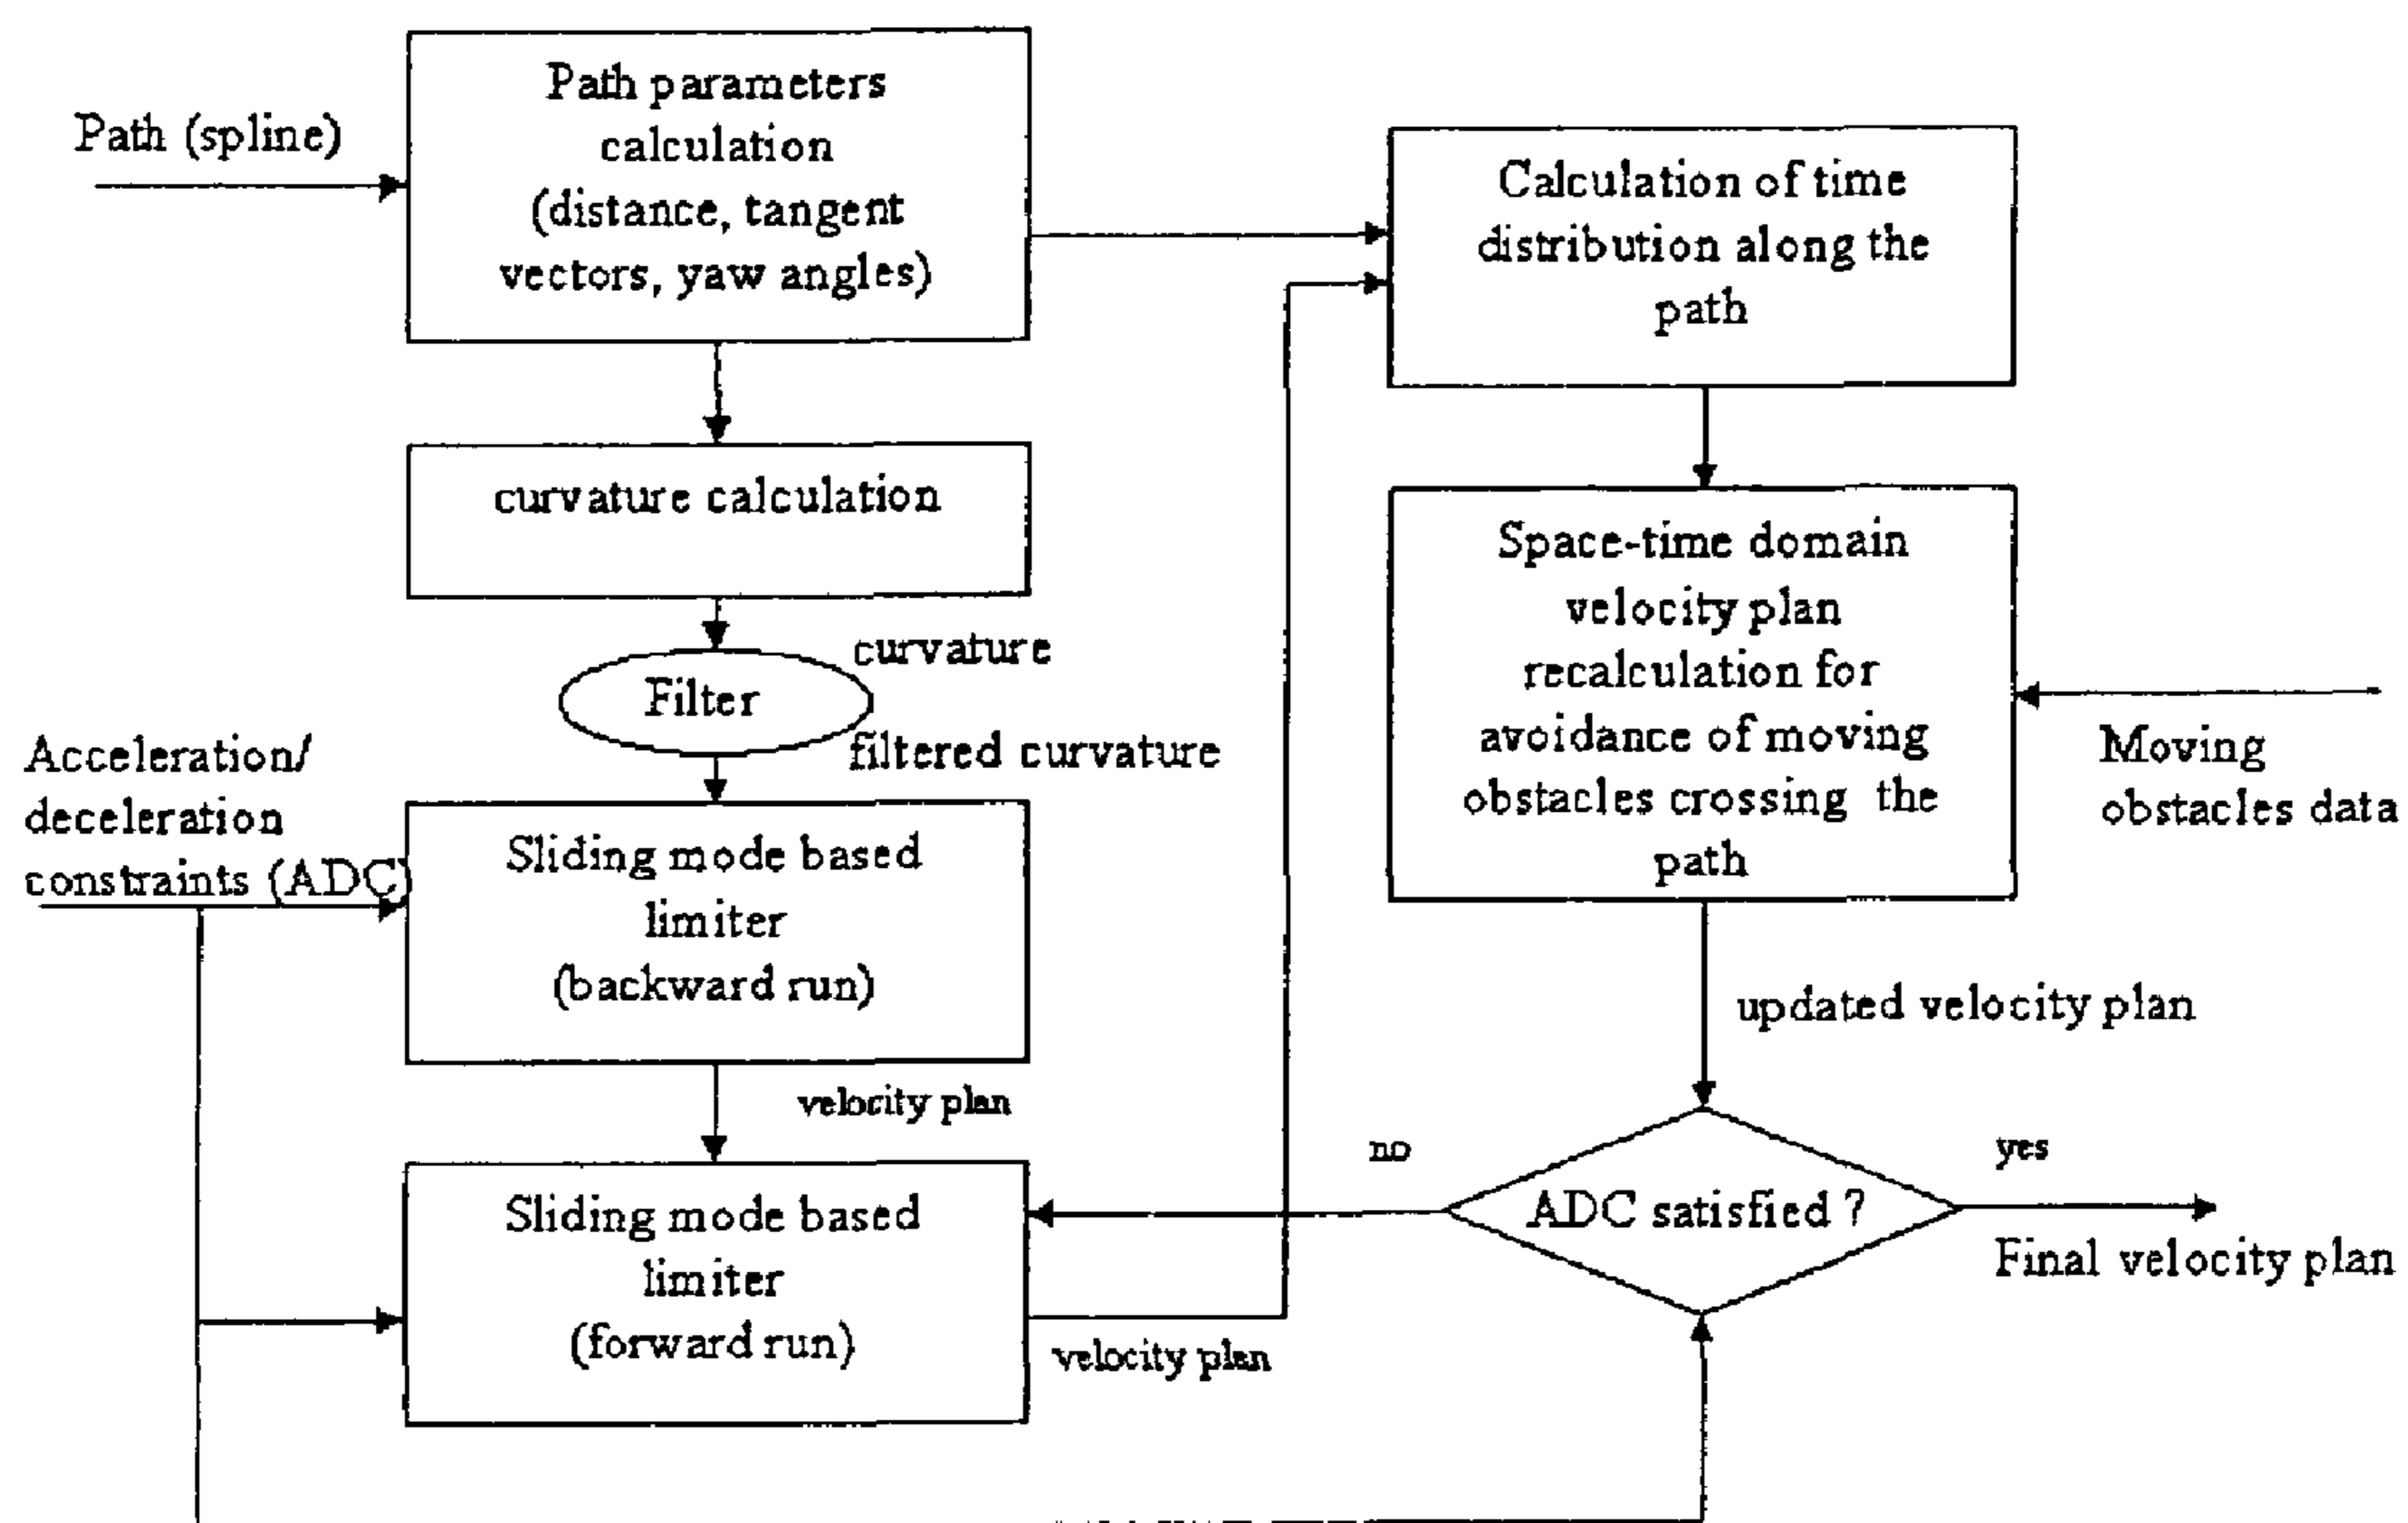 Path (spline)
Path parameters
calculation
(distance, tangent
vectors, yaw angles)
curvature calculation
curvature
Filter
filtered curvature
Acceleration/
deceleration
constraints (ADC)
Sliding mode based
limiter
(backward run)
velocity plan
Sliding mode based
limiter
(forward run)
velocity plan
Calculation of time
distribution along the
path
Space-time domain
velocity plan
recalculation for
avoidance of moving
obstacles crossing the
path
Moving
obstacles data
updated velocity plan
no
ADC satisfied ?
yes
Final velocity plan